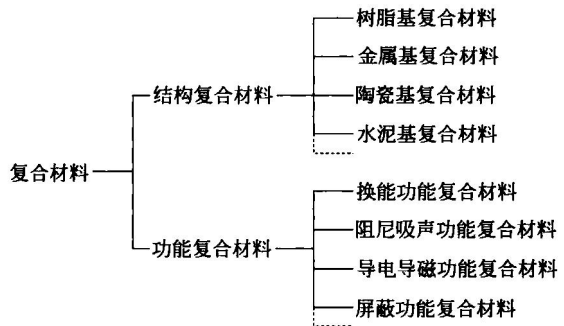 树脂基复合材料
金属基复合材料
结构复合材料
陶瓷基复合材料
水泥基复合材料
复合材料
换能功能复合材料
阻尼吸声功能复合材料
功能复合材料
导电导磁功能复合材料
屏蔽功能复合材料